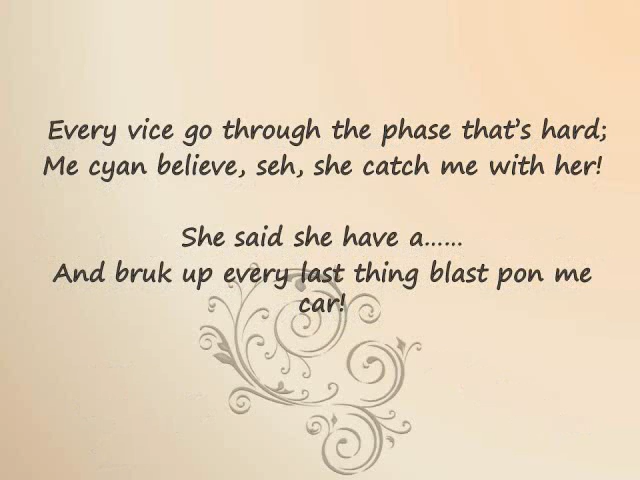 Every vice go through the phase that’s hard;
Me cyan believe, seh, she catch me with her!
She said she have a......
And bruk up every last thing blast pon me
car!